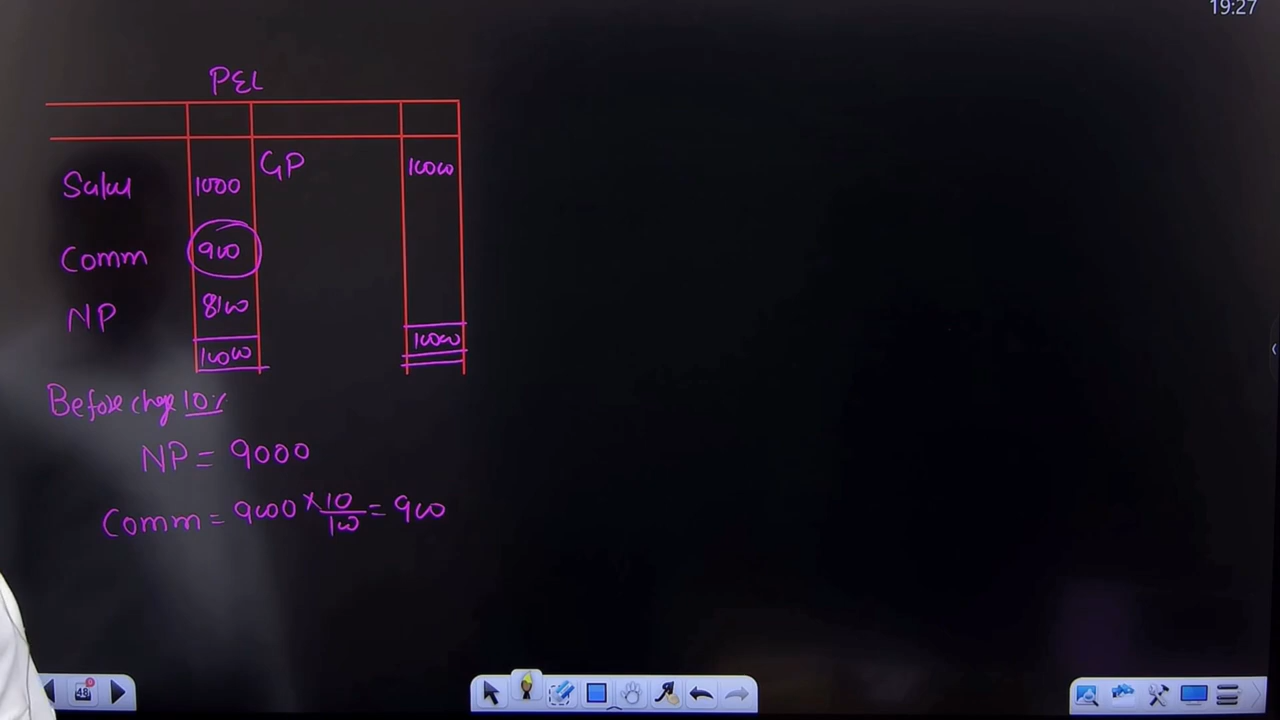 19:27
P&L
GP 10000
Salary 1000
Comm 900
NP 8100
10000 10000
Before charge 10%
NP = 9000
Comm = 9000 × 10/100 = 900
48